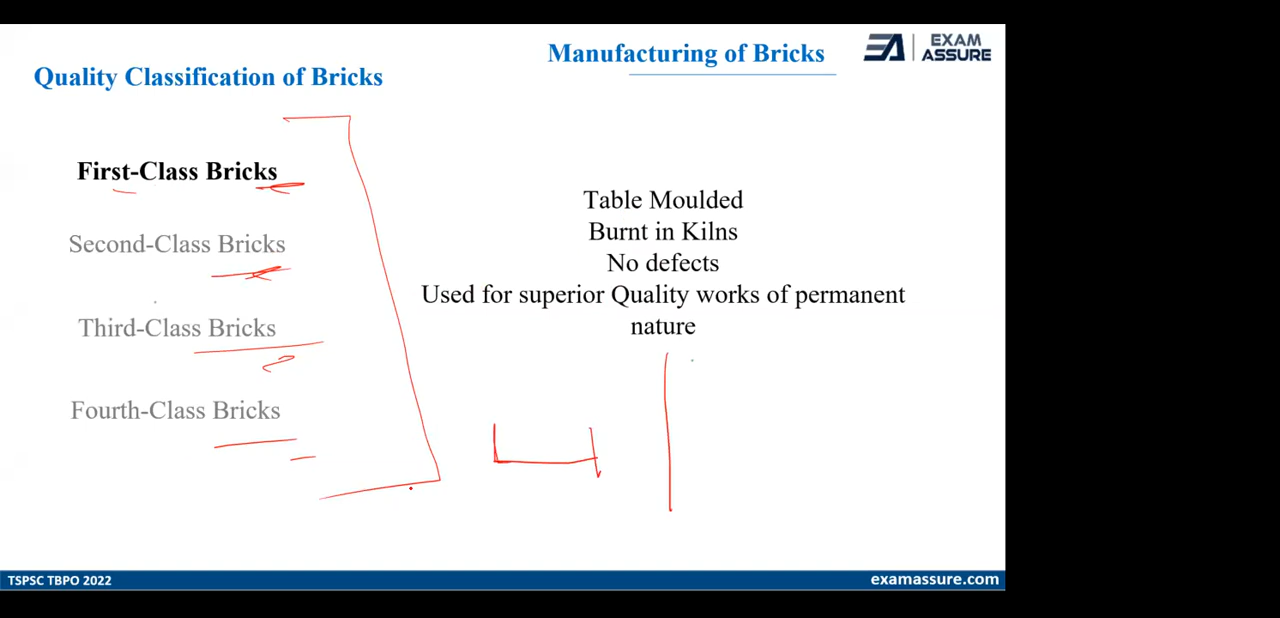 Manufacturing of Bricks
EXAM
ASSURE
Quality Classification of Bricks
First-Class Bricks
Second-Class Bricks
Third-Class Bricks
Fourth-Class Bricks
Table Moulded
Burnt in Kilns
No defects
Used for superior Quality works of permanent
nature
TSPSC TBPO 2022
examassure.com